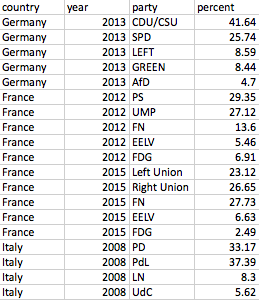 country year party percent
Germany 2013 CDU/CSU 41.64
Germany 2013 SPD 25.74
Germany 2013 LEFT 8.59
Germany 2013 GREEN 8.44
Germany 2013 AfD 4.7
France 2012 PS 29.35
France 2012 UMP 27.12
France 2012 FN 13.6
France 2012 EELV 5.46
France 2012 FDG 6.91
France 2015 Left Union 23.12
France 2015 Right Union 26.65
France 2015 FN 27.73
France 2015 EELV 6.63
France 2015 FDG 2.49
Italy 2008 PD 33.17
Italy 2008 PdL 37.39
Italy 2008 LN 8.3
Italy 2008 UdC 5.62